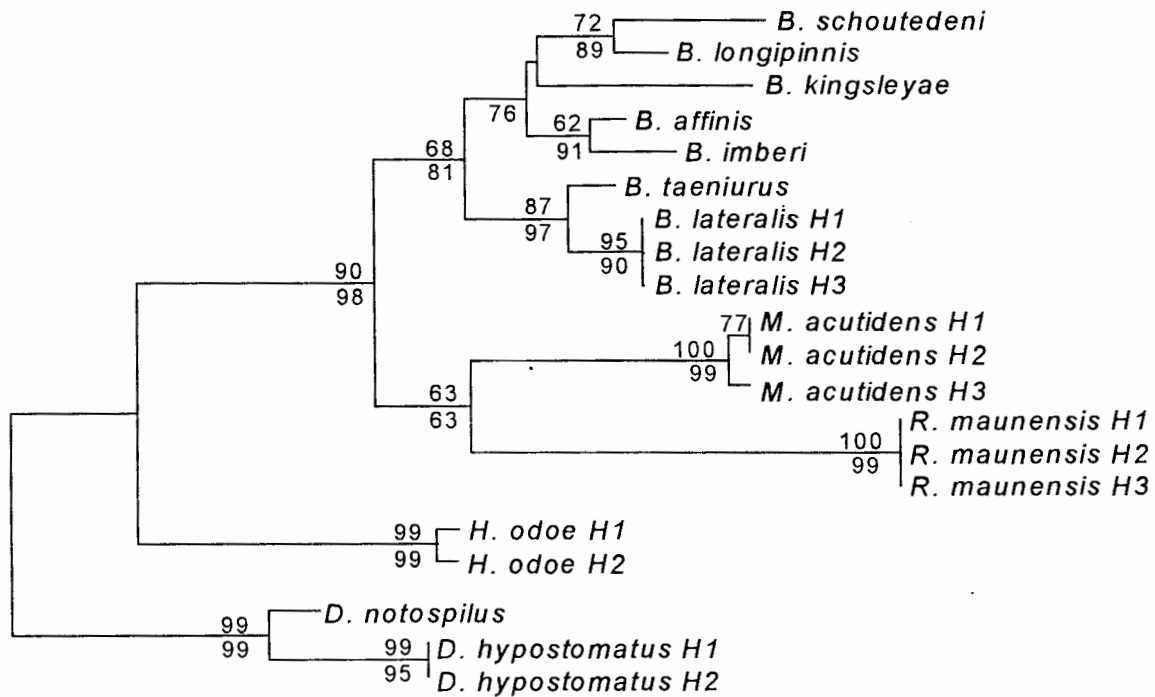 72
B. schoutedeni
89
B. longipinnis
B. kingsleyae
76
62
B. affinis
91
B. imberi
68
81
B. taeniurus
87
97
B. lateralis H1
95
B. lateralis H2
90
B. lateralis H3
90
98
77
M. acutidens H1
100
M. acutidens H2
99
M. acutidens H3
63
63
R. maunensis H1
100
R. maunensis H2
99
R. maunensis H3
99
H. odoe H1
99
H. odoe H2
D. notospilus
99
99
99
D. hypostomatus H1
95
D. hypostomatus H2